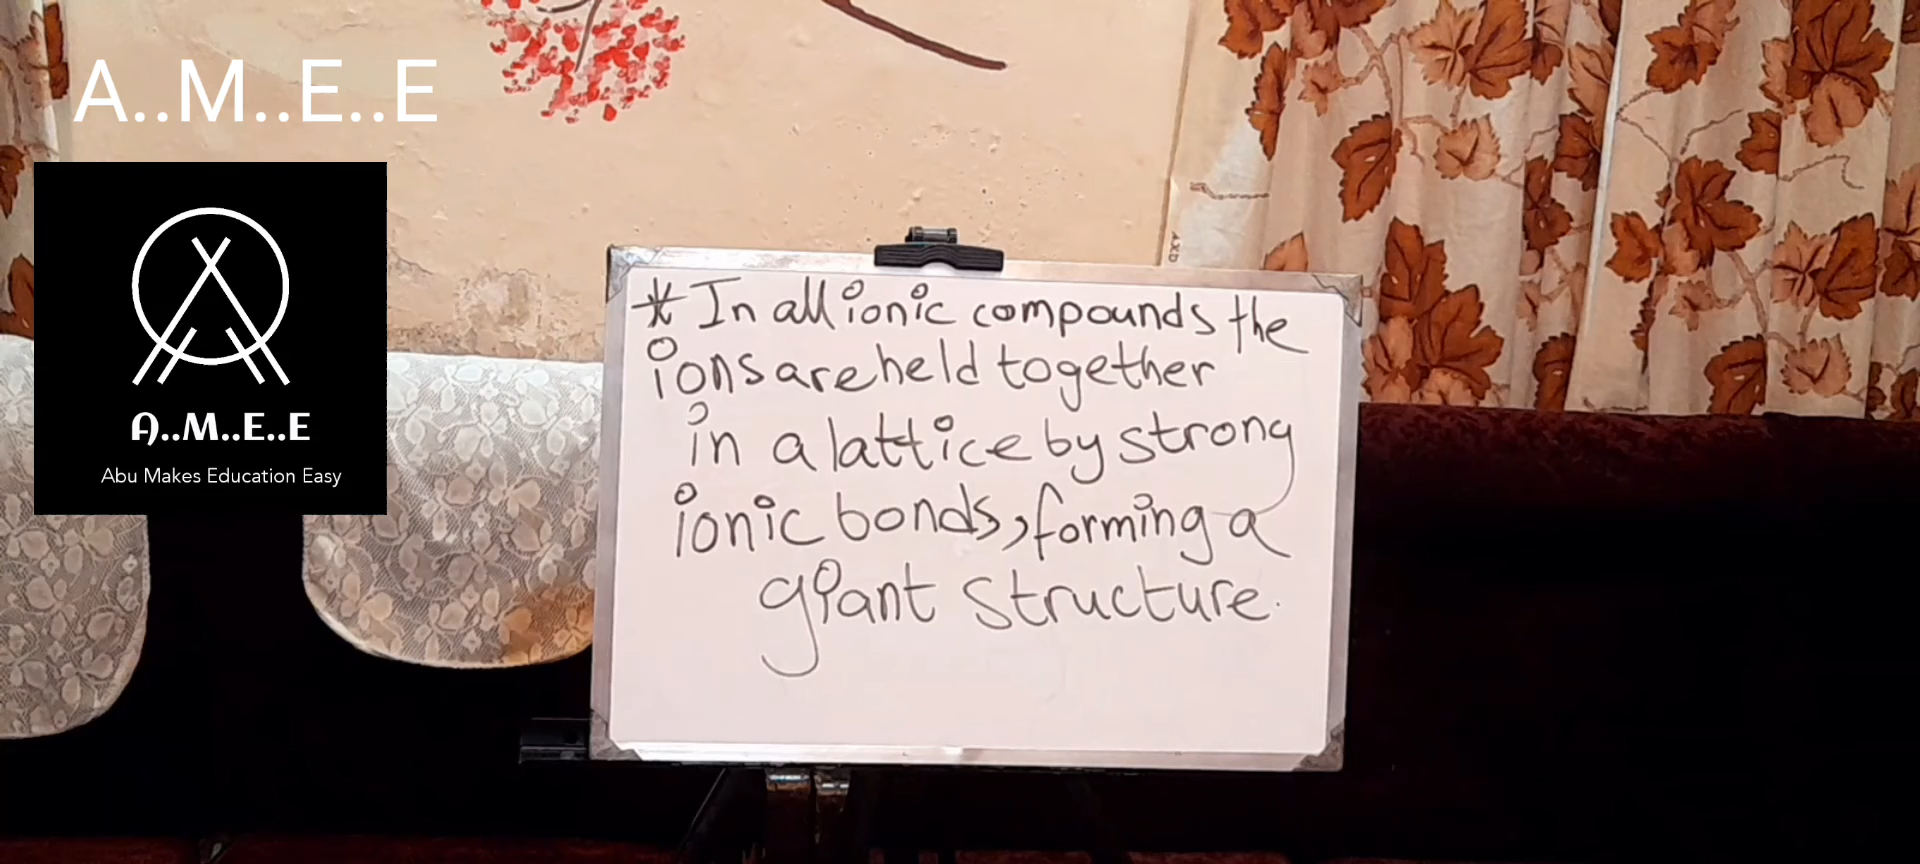 A..M..E..E
A..M..E..E
Abu Makes Education Easy
AXD
* In all ionic compounds the
ions are held together
in a lattice by strong
ionic bonds, forming a
giant structure.